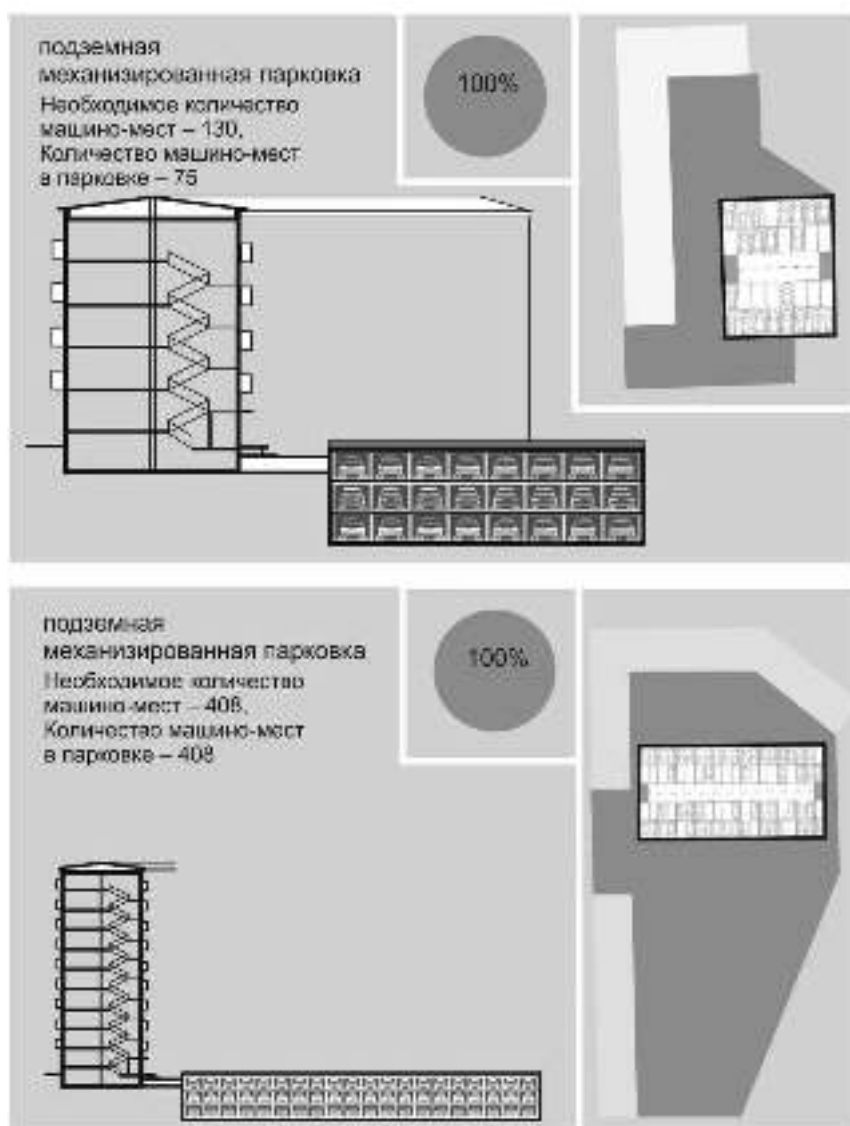 подземная
механизированная парковка
Необходимое количество
машино-мест – 130,
Количество машино-мест
в парковке – 75
100%
подземная
механизированная парковка
Необходимое количество
машино-мест – 408,
Количество машино-мест
в парковке – 408
100%